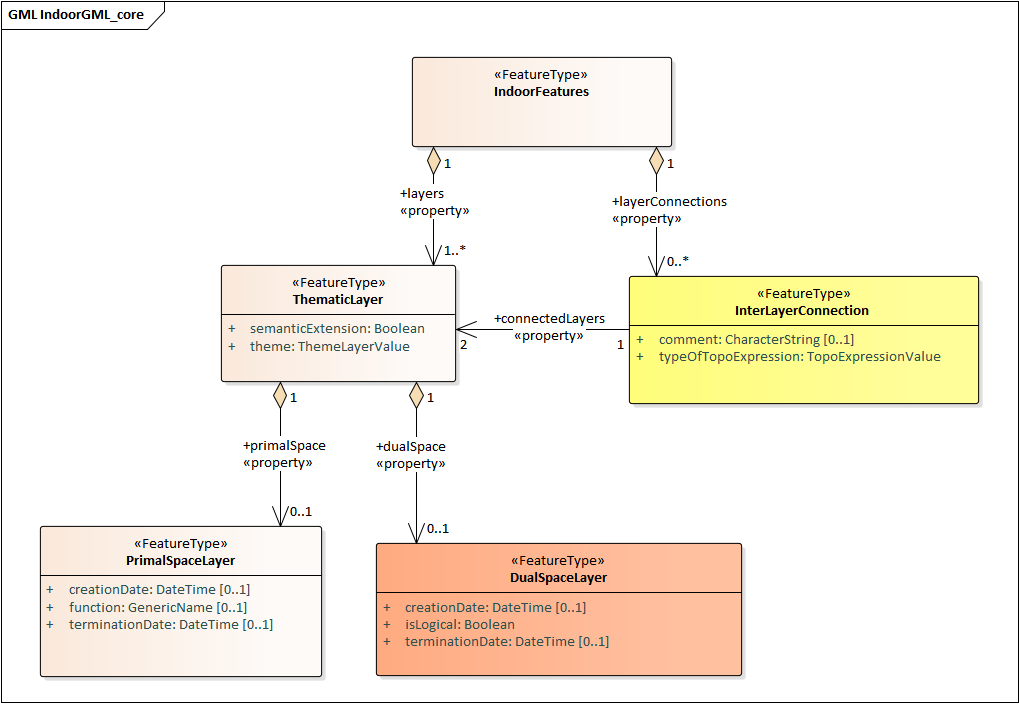 GML IndoorGML_core
«FeatureType»
IndoorFeatures
1
1
+layers
«property»
+layerConnections
«property»
1..*
0..*
«FeatureType»
ThematicLayer
+ semanticExtension: Boolean
+ theme: ThemeLayerValue
+connectedLayers
«property»
2
1
«FeatureType»
InterLayerConnection
+ comment: CharacterString [0..1]
+ typeOfTopoExpression: TopoExpressionValue
1
1
+primalSpace
«property»
+dualSpace
«property»
0..1
0..1
«FeatureType»
PrimalSpaceLayer
+ creationDate: DateTime [0..1]
+ function: GenericName [0..1]
+ terminationDate: DateTime [0..1]
«FeatureType»
DualSpaceLayer
+ creationDate: DateTime [0..1]
+ isLogical: Boolean
+ terminationDate: DateTime [0..1]